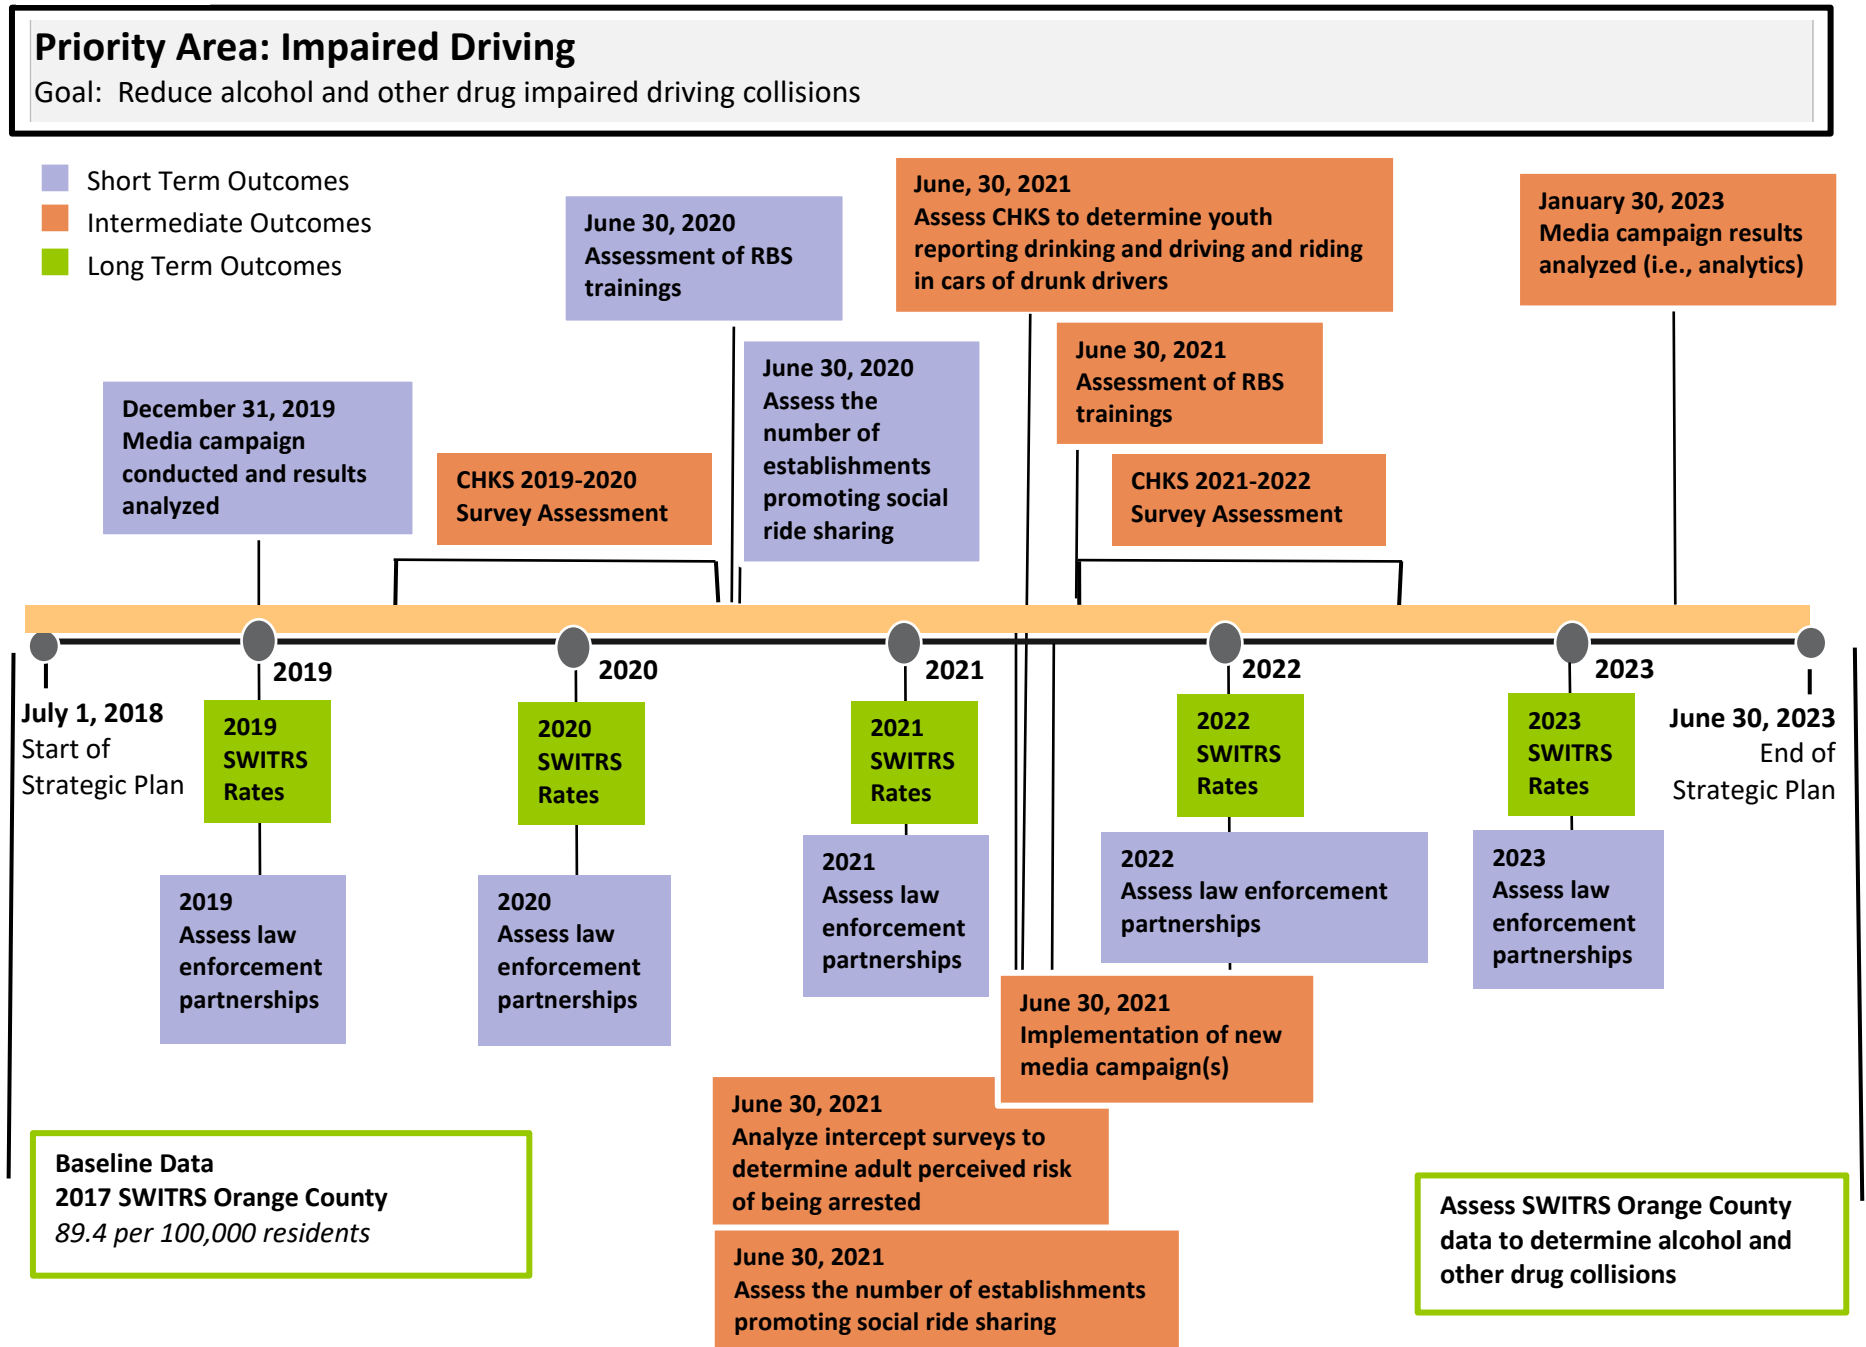 Priority Area: Impaired Driving
Goal: Reduce alcohol and other drug impaired driving collisions
Short Term Outcomes
Intermediate Outcomes
Long Term Outcomes
December 31, 2019
Media campaign
conducted and results
analyzed
CHKS 2019-2020
Survey Assessment
June 30, 2020
Assessment of RBS
trainings
June 30, 2020
Assess the
number of
establishments
promoting social
ride sharing
June, 30, 2021
Assess CHKS to determine youth
reporting drinking and driving and riding
in cars of drunk drivers
June 30, 2021
Assessment of RBS
trainings
CHKS 2021-2022
Survey Assessment
January 30, 2023
Media campaign results
analyzed (i.e., analytics)
2019
2020
2021
2022
2023
July 1, 2018
Start of
Strategic Plan
2019
SWITRS
Rates
2020
SWITRS
Rates
2021
SWITRS
Rates
2022
SWITRS
Rates
2023
SWITRS
Rates
June 30, 2023
End of
Strategic Plan
2019
Assess law
enforcement
partnerships
2020
Assess law
enforcement
partnerships
2021
Assess law
enforcement
partnerships
2022
Assess law enforcement
partnerships
2023
Assess law
enforcement
partnerships
June 30, 2021
Implementation of new
media campaign(s)
June 30, 2021
Analyze intercept surveys to
determine adult perceived risk
of being arrested
June 30, 2021
Assess the number of establishments
promoting social ride sharing
Baseline Data
2017 SWITRS Orange County
89.4 per 100,000 residents
Assess SWITRS Orange County
data to determine alcohol and
other drug collisions